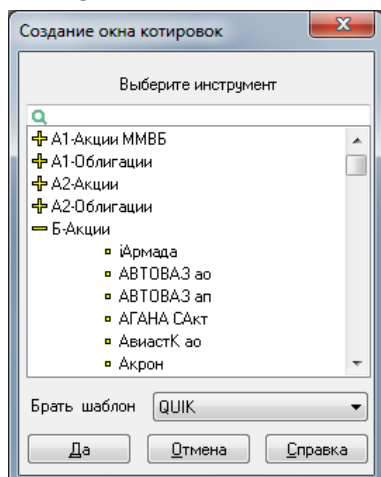 Создание окна котировок
Выберите инструмент
А1-Акции ММВБ
А1-Облигации
А2-Акции
А2-Облигации
Б-Акции
iАрмада
АВТОВАЗ ао
АВТОВАЗ ап
АГАНА САкт
АвиастК ао
Акрон
Брать шаблон QUIK
Да Отмена Справка